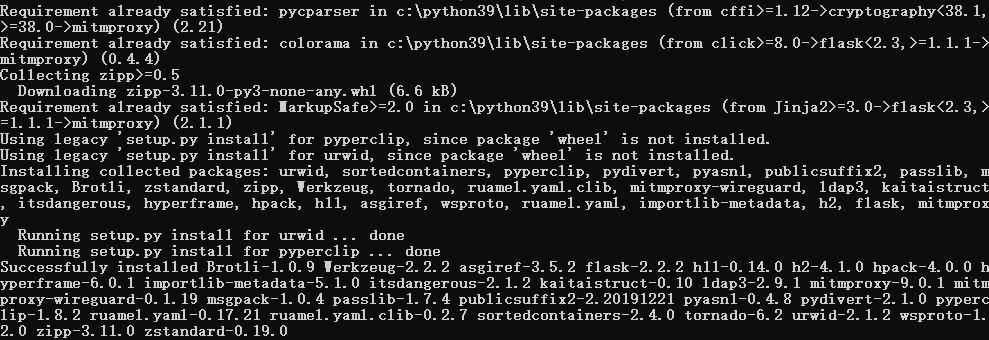 Requirement already satisfied: pycparser in c:\python39\lib\site-packages (from cffi>=1.12->cryptography<38.1,
>=38.0->mitmproxy) (2.21)
Requirement already satisfied: colorama in c:\python39\lib\site-packages (from click>=8.0->flask<2.3,>=1.1.1->
mitmproxy) (0.4.4)
Collecting zipp>=0.5
  Downloading zipp-3.11.0-py3-none-any.whl (6.6 kB)
Requirement already satisfied: MarkupSafe>=2.0 in c:\python39\lib\site-packages (from Jinja2>=3.0->flask<2.3,>
=1.1.1->mitmproxy) (2.1.1)
Using legacy 'setup.py install' for pyperclip, since package 'wheel' is not installed.
Using legacy 'setup.py install' for urwid, since package 'wheel' is not installed.
Installing collected packages: urwid, sortedcontainers, pyperclip, pydivert, pyasn1, publicsuffix2, passlib, m
sgpack, Brotli, zstandard, zipp, Werkzeug, tornado, ruamel.yaml.clib, mitmproxy-wireguard, ldap3, kaitaistruct
, itsdangerous, hyperframe, hpack, h11, asgiref, wsproto, ruamel.yaml, importlib-metadata, h2, flask, mitmprox
y
  Running setup.py install for urwid ... done
  Running setup.py install for pyperclip ... done
Successfully installed Brotli-1.0.9 Werkzeug-2.2.2 asgiref-3.5.2 flask-2.2.2 h11-0.14.0 h2-4.1.0 hpack-4.0.0 h
yperframe-6.0.1 importlib-metadata-5.1.0 itsdangerous-2.1.2 kaitaistruct-0.10 ldap3-2.9.1 mitmproxy-9.0.1 mitm
proxy-wireguard-0.1.19 msgpack-1.0.4 passlib-1.7.4 publicsuffix2-2.20191221 pyasn1-0.4.8 pydivert-2.1.0 pyperc
lip-1.8.2 ruamel.yaml-0.17.21 ruamel.yaml.clib-0.2.7 sortedcontainers-2.4.0 tornado-6.2 urwid-2.1.2 wsproto-1.
2.0 zipp-3.11.0 zstandard-0.19.0